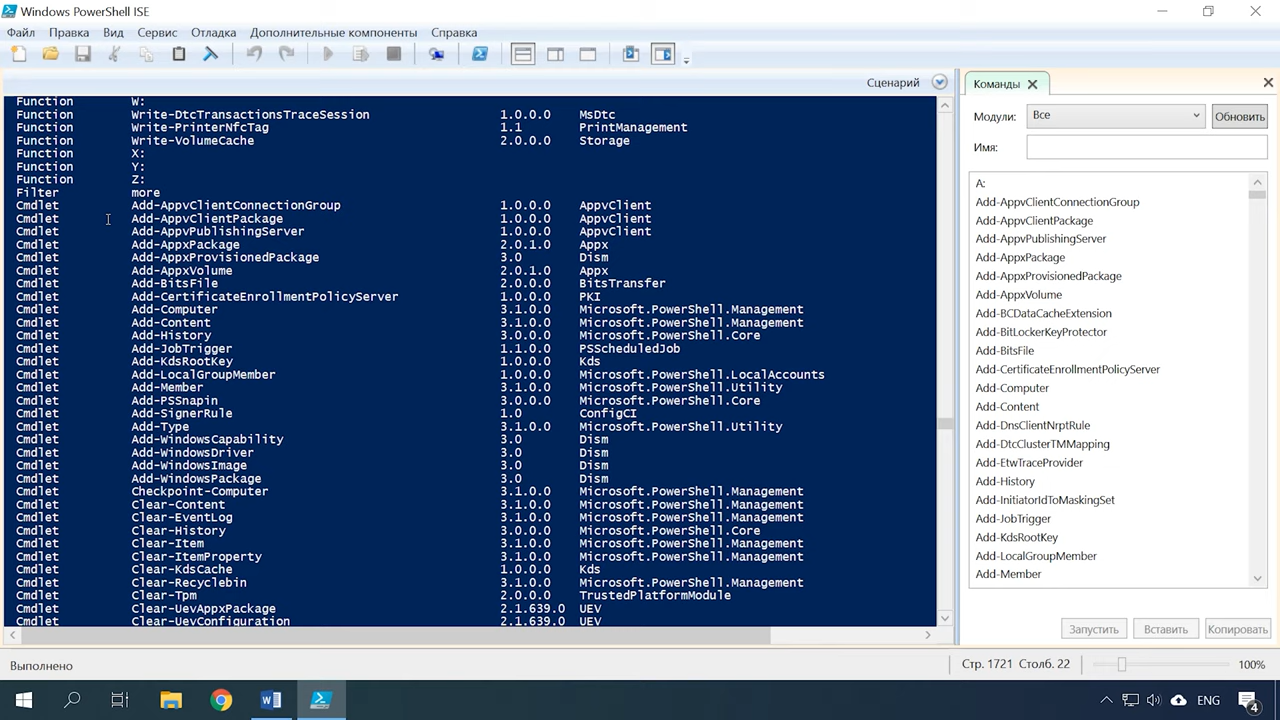 Windows PowerShell ISE
Файл Правка Вид Сервис Отладка Дополнительные компоненты Справка
Сценарий
Function W:
Function Write-DtcTransactionsTraceSession 1.0.0.0 MsDtc
Function Write-PrinterNfcTag 1.1 PrintManagement
Function Write-VolumeCache 2.0.0.0 Storage
Function X:
Function Y:
Function Z:
Filter more
Cmdlet Add-AppvClientConnectionGroup 1.0.0.0 AppvClient
Cmdlet Add-AppvClientPackage 1.0.0.0 AppvClient
Cmdlet Add-AppvPublishingServer 1.0.0.0 AppvClient
Cmdlet Add-AppxPackage 2.0.1.0 Appx
Cmdlet Add-AppxProvisionedPackage 3.0 Dism
Cmdlet Add-AppxVolume 2.0.1.0 Appx
Cmdlet Add-BitsFile 2.0.0.0 BitsTransfer
Cmdlet Add-CertificateEnrollmentPolicyServer 1.0.0.0 PKI
Cmdlet Add-Computer 3.1.0.0 Microsoft.PowerShell.Management
Cmdlet Add-Content 3.1.0.0 Microsoft.PowerShell.Management
Cmdlet Add-History 3.0.0.0 Microsoft.PowerShell.Core
Cmdlet Add-JobTrigger 1.1.0.0 PSScheduledJob
Cmdlet Add-KdsRootKey 1.0.0.0 Kds
Cmdlet Add-LocalGroupMember 1.0.0.0 Microsoft.PowerShell.LocalAccounts
Cmdlet Add-Member 3.1.0.0 Microsoft.PowerShell.Utility
Cmdlet Add-PSSnapin 3.0.0.0 Microsoft.PowerShell.Core
Cmdlet Add-SignerRule 1.0 ConfigCI
Cmdlet Add-Type 3.1.0.0 Microsoft.PowerShell.Utility
Cmdlet Add-WindowsCapability 3.0 Dism
Cmdlet Add-WindowsDriver 3.0 Dism
Cmdlet Add-WindowsImage 3.0 Dism
Cmdlet Add-WindowsPackage 3.0 Dism
Cmdlet Checkpoint-Computer 3.1.0.0 Microsoft.PowerShell.Management
Cmdlet Clear-Content 3.1.0.0 Microsoft.PowerShell.Management
Cmdlet Clear-EventLog 3.1.0.0 Microsoft.PowerShell.Management
Cmdlet Clear-History 3.0.0.0 Microsoft.PowerShell.Core
Cmdlet Clear-Item 3.1.0.0 Microsoft.PowerShell.Management
Cmdlet Clear-ItemProperty 3.1.0.0 Microsoft.PowerShell.Management
Cmdlet Clear-KdsCache 1.0.0.0 Kds
Cmdlet Clear-Recyclebin 3.1.0.0 Microsoft.PowerShell.Management
Cmdlet Clear-Tpm 2.0.0.0 TrustedPlatformModule
Cmdlet Clear-UevAppxPackage 2.1.639.0 UEV
Cmdlet Clear-UevConfiguration 2.1.639.0 UEV
Команды
Модули: Все Обновить
Имя:
A:
Add-AppvClientConnectionGroup
Add-AppvClientPackage
Add-AppvPublishingServer
Add-AppxPackage
Add-AppxProvisionedPackage
Add-AppxVolume
Add-BCDataCacheExtension
Add-BitLockerKeyProtector
Add-BitsFile
Add-CertificateEnrollmentPolicyServer
Add-Computer
Add-Content
Add-DnsClientNrptRule
Add-DtcClusterTMMapping
Add-EtwTraceProvider
Add-History
Add-InitiatorIdToMaskingSet
Add-JobTrigger
Add-KdsRootKey
Add-LocalGroupMember
Add-Member
Запустить Вставить Копировать
Выполнено Стр. 1721 Столб. 22 100%
ENG 4